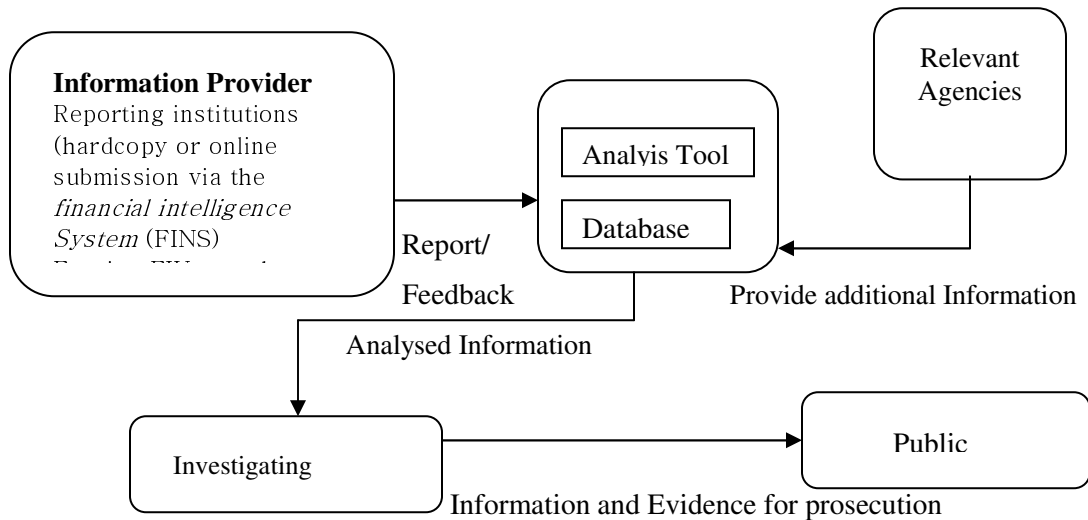 Information Provider
Reporting institutions
(hardcopy or online
submission via the
financial intelligence
System (FINS)
Report/
Feedback
Analyis Tool
Database
Relevant
Agencies
Provide additional Information
Analysed Information
Investigating
Public
Information and Evidence for prosecution